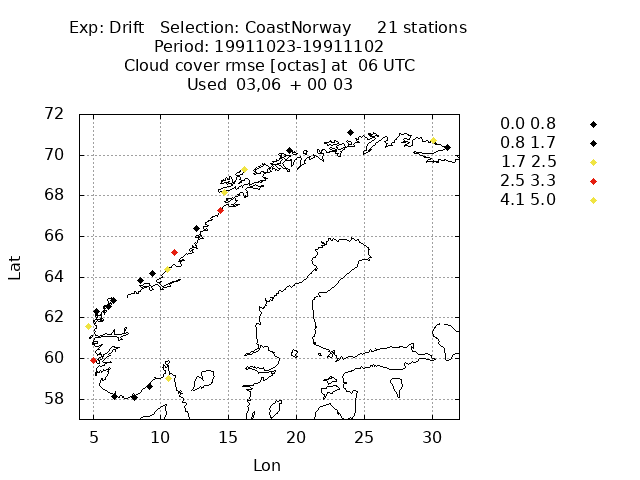 Exp: Drift   Selection: CoastNorway     21 stations
Period: 19911023-19911102
Cloud cover rmse [octas] at  06 UTC
Used  03,06  + 00 03
0.0 0.8
0.8 1.7
1.7 2.5
2.5 3.3
4.1 5.0
72
70
68
66
64
62
60
58
Lat
5 10 15 20 25 30
Lon